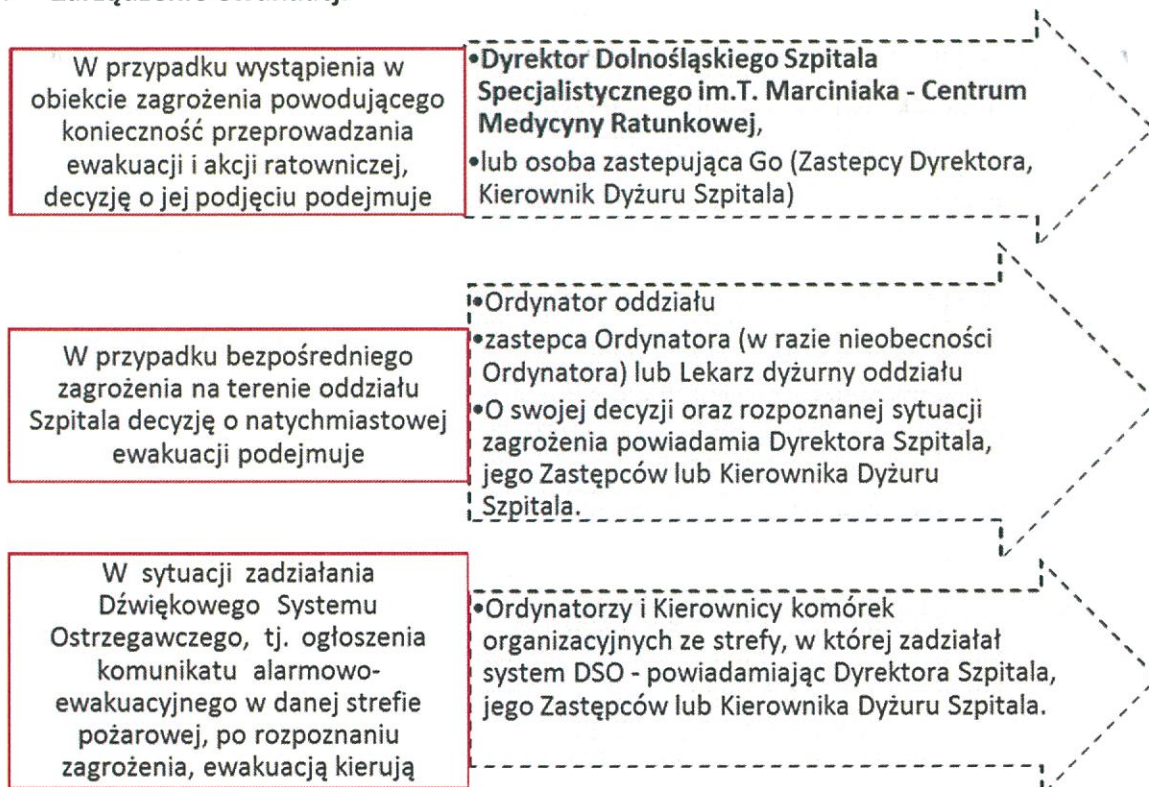 W przypadku wystąpienia w
obiekcie zagrożenia powodującego
konieczność przeprowadzania
ewakuacji i akcji ratowniczej,
decyzję o jej podjęciu podejmuje
•Dyrektor Dolnośląskiego Szpitala
Specjalistycznego im.T. Marciniaka - Centrum
Medycyny Ratunkowej,
•lub osoba zastepująca Go (Zastepcy Dyrektora,
Kierownik Dyżuru Szpitala)
W przypadku bezpośredniego
zagrożenia na terenie oddziału
Szpitala decyzję o natychmiastowej
ewakuacji podejmuje
•Ordynator oddziału
•zastepca Ordynatora (w razie nieobecności
Ordynatora) lub Lekarz dyżurny oddziału
•O swojej decyzji oraz rozpoznanej sytuacji
zagrożenia powiadamia Dyrektora Szpitala,
jego Zastępców lub Kierownika Dyżuru
Szpitala.
W sytuacji zadziałania
Dźwiękowego Systemu
Ostrzegawczego, tj. ogłoszenia
komunikatu alarmowo-
ewakuacyjnego w danej strefie
pożarowej, po rozpoznaniu
zagrożenia, ewakuacją kierują
•Ordynatorzy i Kierownicy komórek
organizacyjnych ze strefy, w której zadziałał
system DSO - powiadamiając Dyrektora Szpitala,
jego Zastępców lub Kierownika Dyżuru Szpitala.